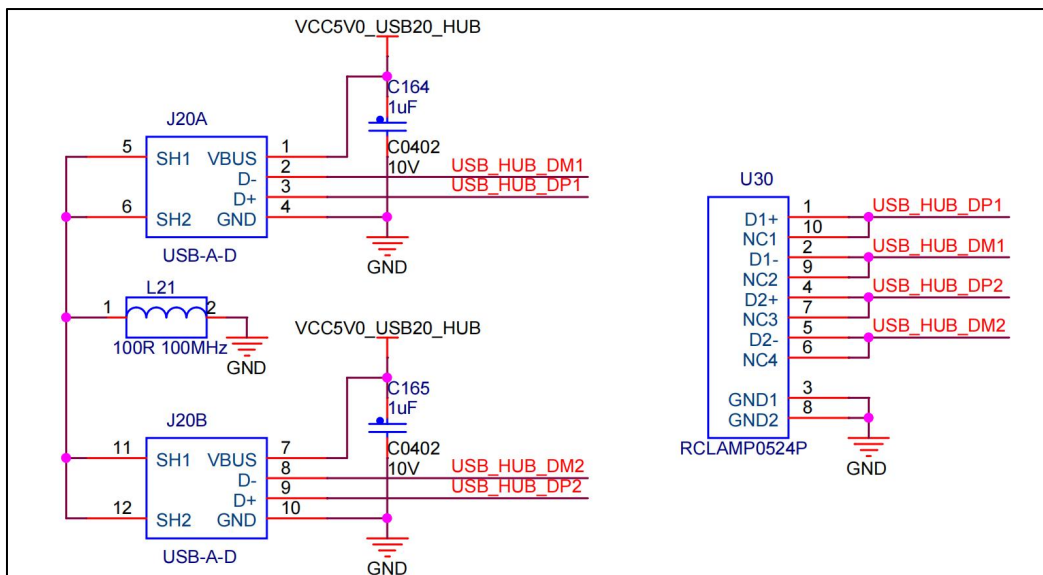 VCC5V0_USB20_HUB
C164
1uF
J20A
5 SH1 VBUS 1
D- 2 USB_HUB_DM1
D+ 3 USB_HUB_DP1
6 SH2 GND 4
C0402
10V
USB-A-D
GND
L21
1 2
100R 100MHz
GND
VCC5V0_USB20_HUB
C165
1uF
J20B
11 SH1 VBUS 7
D- 8 USB_HUB_DM2
D+ 9 USB_HUB_DP2
12 SH2 GND 10
C0402
10V
USB-A-D
GND
U30
D1+ 1 USB_HUB_DP1
NC1 10
D1- 2 USB_HUB_DM1
NC2 9
D2+ 4 USB_HUB_DP2
NC3 7
D2- 5 USB_HUB_DM2
NC4 6
GND1 3
GND2 8
RCLAMP0524P
GND